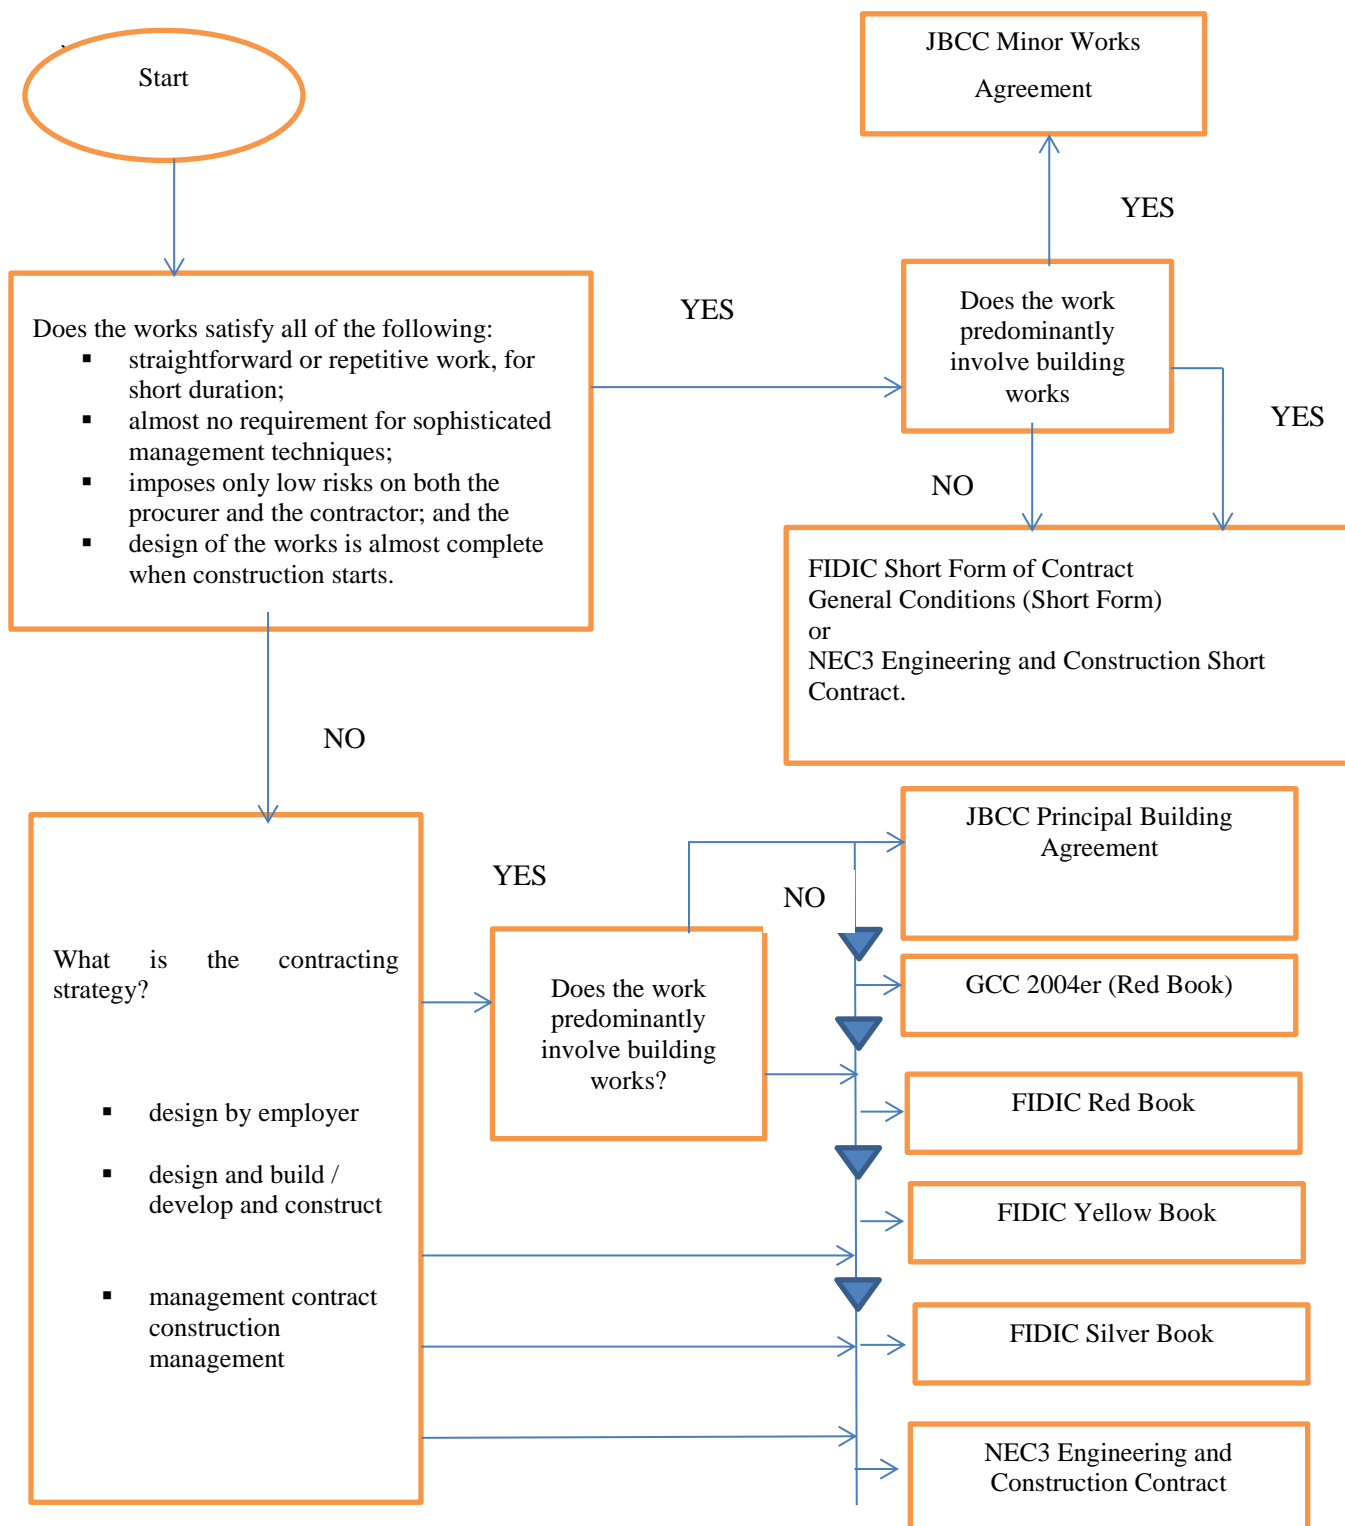 Start
JBCC Minor Works
Agreement
YES
YES
Does the works satisfy all of the following:
▪ straightforward or repetitive work, for
short duration;
▪ almost no requirement for sophisticated
management techniques;
▪ imposes only low risks on both the
procurer and the contractor; and the
▪ design of the works is almost complete
when construction starts.
Does the work
predominantly
involve building
works
YES
NO
FIDIC Short Form of Contract
General Conditions (Short Form)
or
NEC3 Engineering and Construction Short
Contract.
NO
JBCC Principal Building
Agreement
YES
NO
What is the contracting
strategy?
▪ design by employer
▪ design and build /
develop and construct
▪ management contract
construction
management
Does the work
predominantly
involve building
works?
GCC 2004er (Red Book)
FIDIC Red Book
FIDIC Yellow Book
FIDIC Silver Book
NEC3 Engineering and
Construction Contract